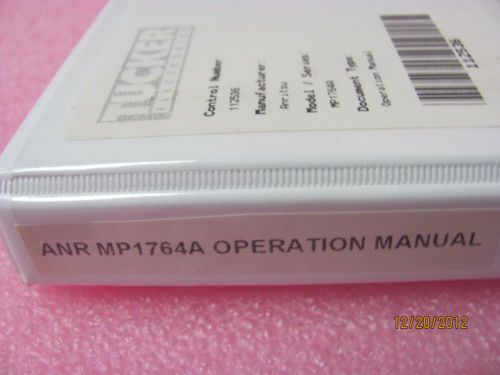 TUCKER
ELECTRONICS
Control Number
112536
Manufacturer:
Anritsu
Model / Series:
MP1764A
Document Type:
Operation Manual
112536
ANR MP1764A OPERATION MANUAL
12/20/2012